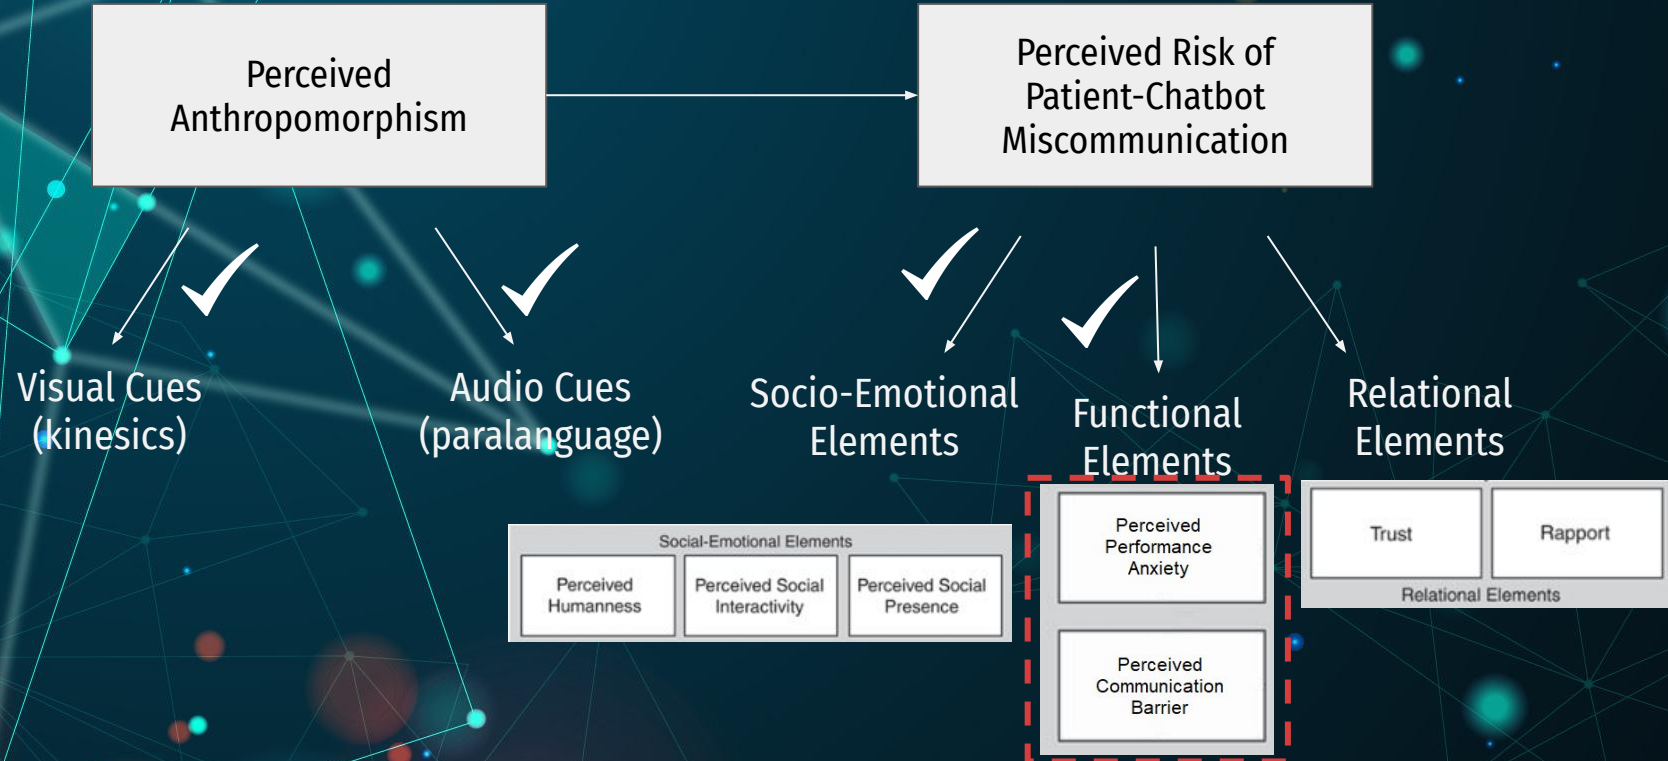 Perceived
Anthropomorphism
Perceived Risk of
Patient-Chatbot
Miscommunication
Visual Cues
(kinesics)
Audio Cues
(paralanguage)
Socio-Emotional
Elements
Functional
Elements
Relational
Elements
Social-Emotional Elements
Perceived
Humanness
Perceived Social
Interactivity
Perceived Social
Presence
Perceived
Performance
Anxiety
Perceived
Communication
Barrier
Trust
Rapport
Relational Elements